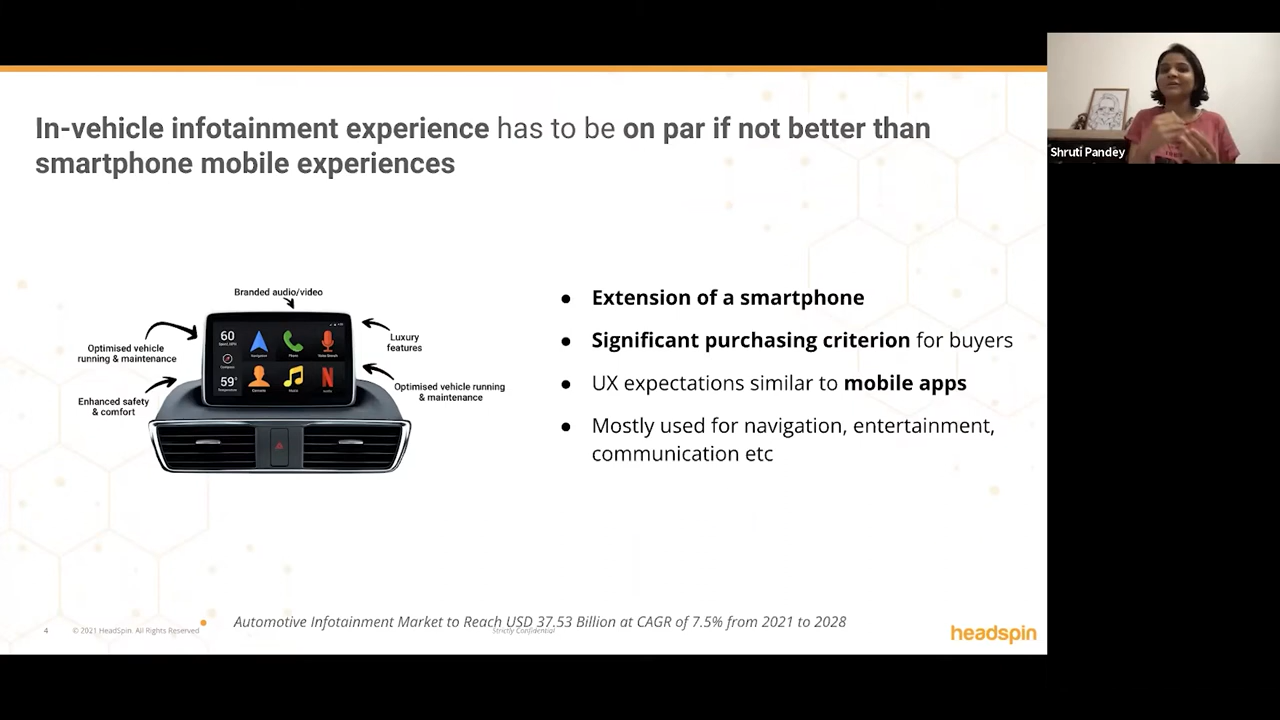 In-vehicle infotainment experience has to be on par if not better than
smartphone mobile experiences
Shruti Pandey
Branded audio/video
Optimised vehicle
running & maintenance
Luxury
features
Enhanced safety
& comfort
Optimised vehicle running
& maintenance
60
59°
Navigation
Phone
Music
● Extension of a smartphone
● Significant purchasing criterion for buyers
● UX expectations similar to mobile apps
● Mostly used for navigation, entertainment,
communication etc
Automotive Infotainment Market to Reach USD 37.53 Billion at CAGR of 7.5% from 2021 to 2028
4
© 2021 HeadSpin. All Rights Reserved
Strictly Confidential
headspin